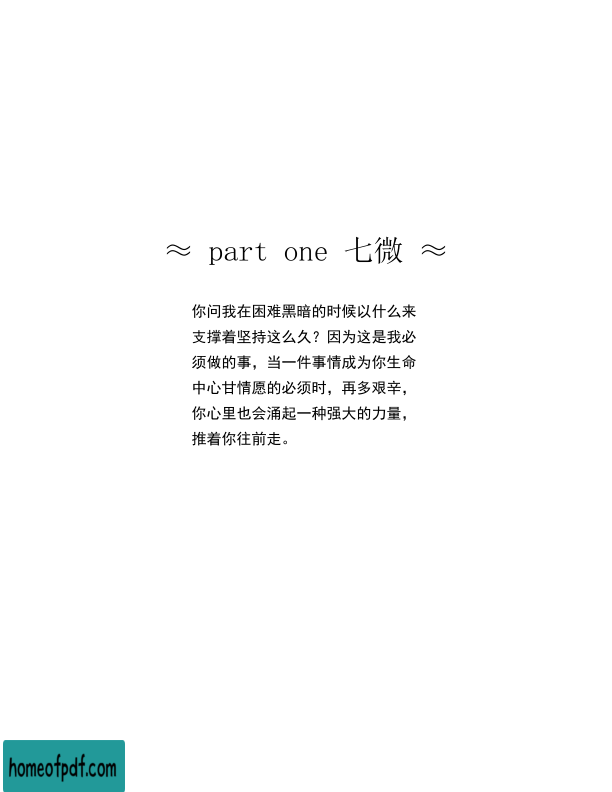 ≈ part one 七微 ≈
你问我在困难黑暗的时候以什么来
支撑着坚持这么久？因为这是我必
须做的事，当一件事情成为你生命
中心甘情愿的必须时，再多艰辛，
你心里也会涌起一种强大的力量，
推着你往前走。
homeofpdf.com